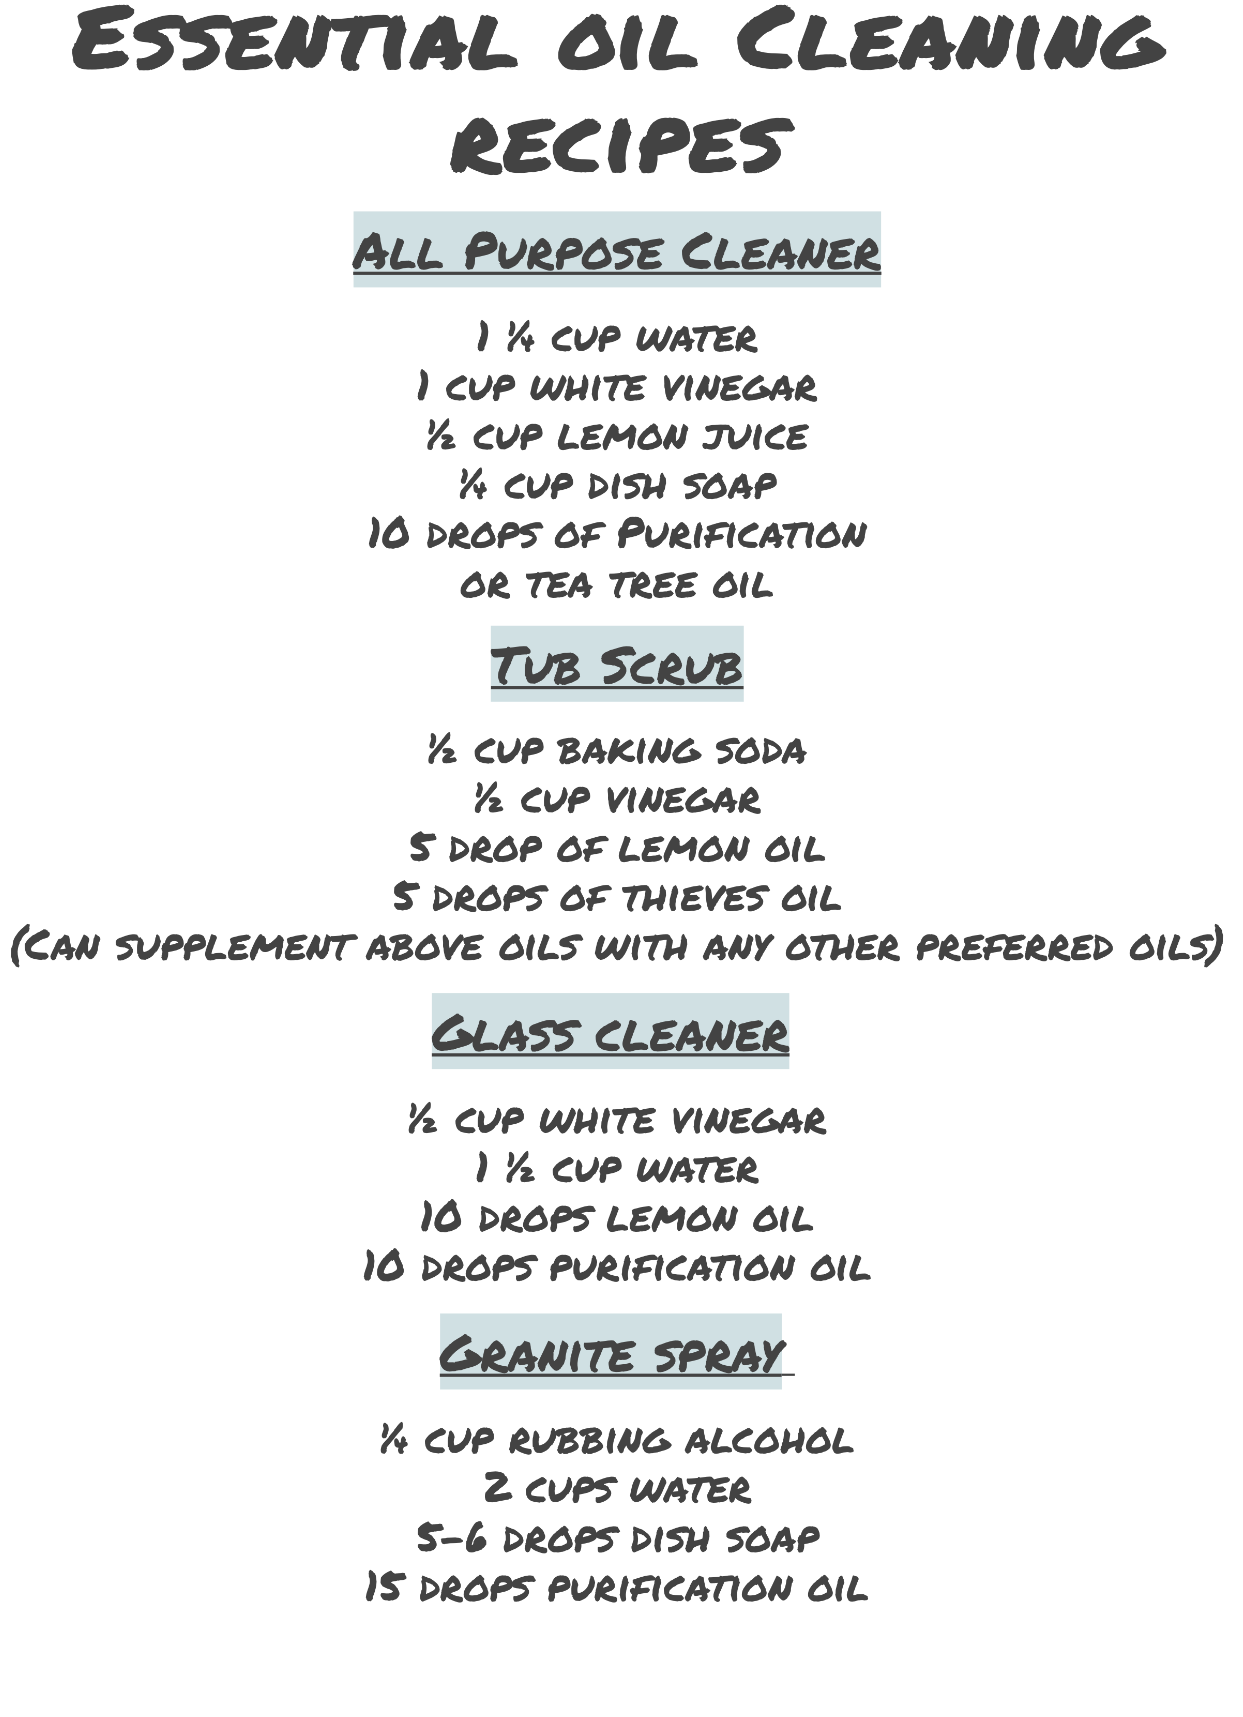 Essential oil Cleaning
recipes
All Purpose Cleaner
1 ¼ cup water
1 cup white vinegar
½ cup lemon juice
¼ cup dish soap
10 drops of Purification
or tea tree oil
Tub Scrub
½ cup baking soda
½ cup vinegar
5 drop of lemon oil
5 drops of thieves oil
(Can supplement above oils with any other preferred oils)
Glass cleaner
½ cup white vinegar
1 ½ cup water
10 drops lemon oil
10 drops purification oil
Granite spray
¼ cup rubbing alcohol
2 cups water
5-6 drops dish soap
15 drops purification oil